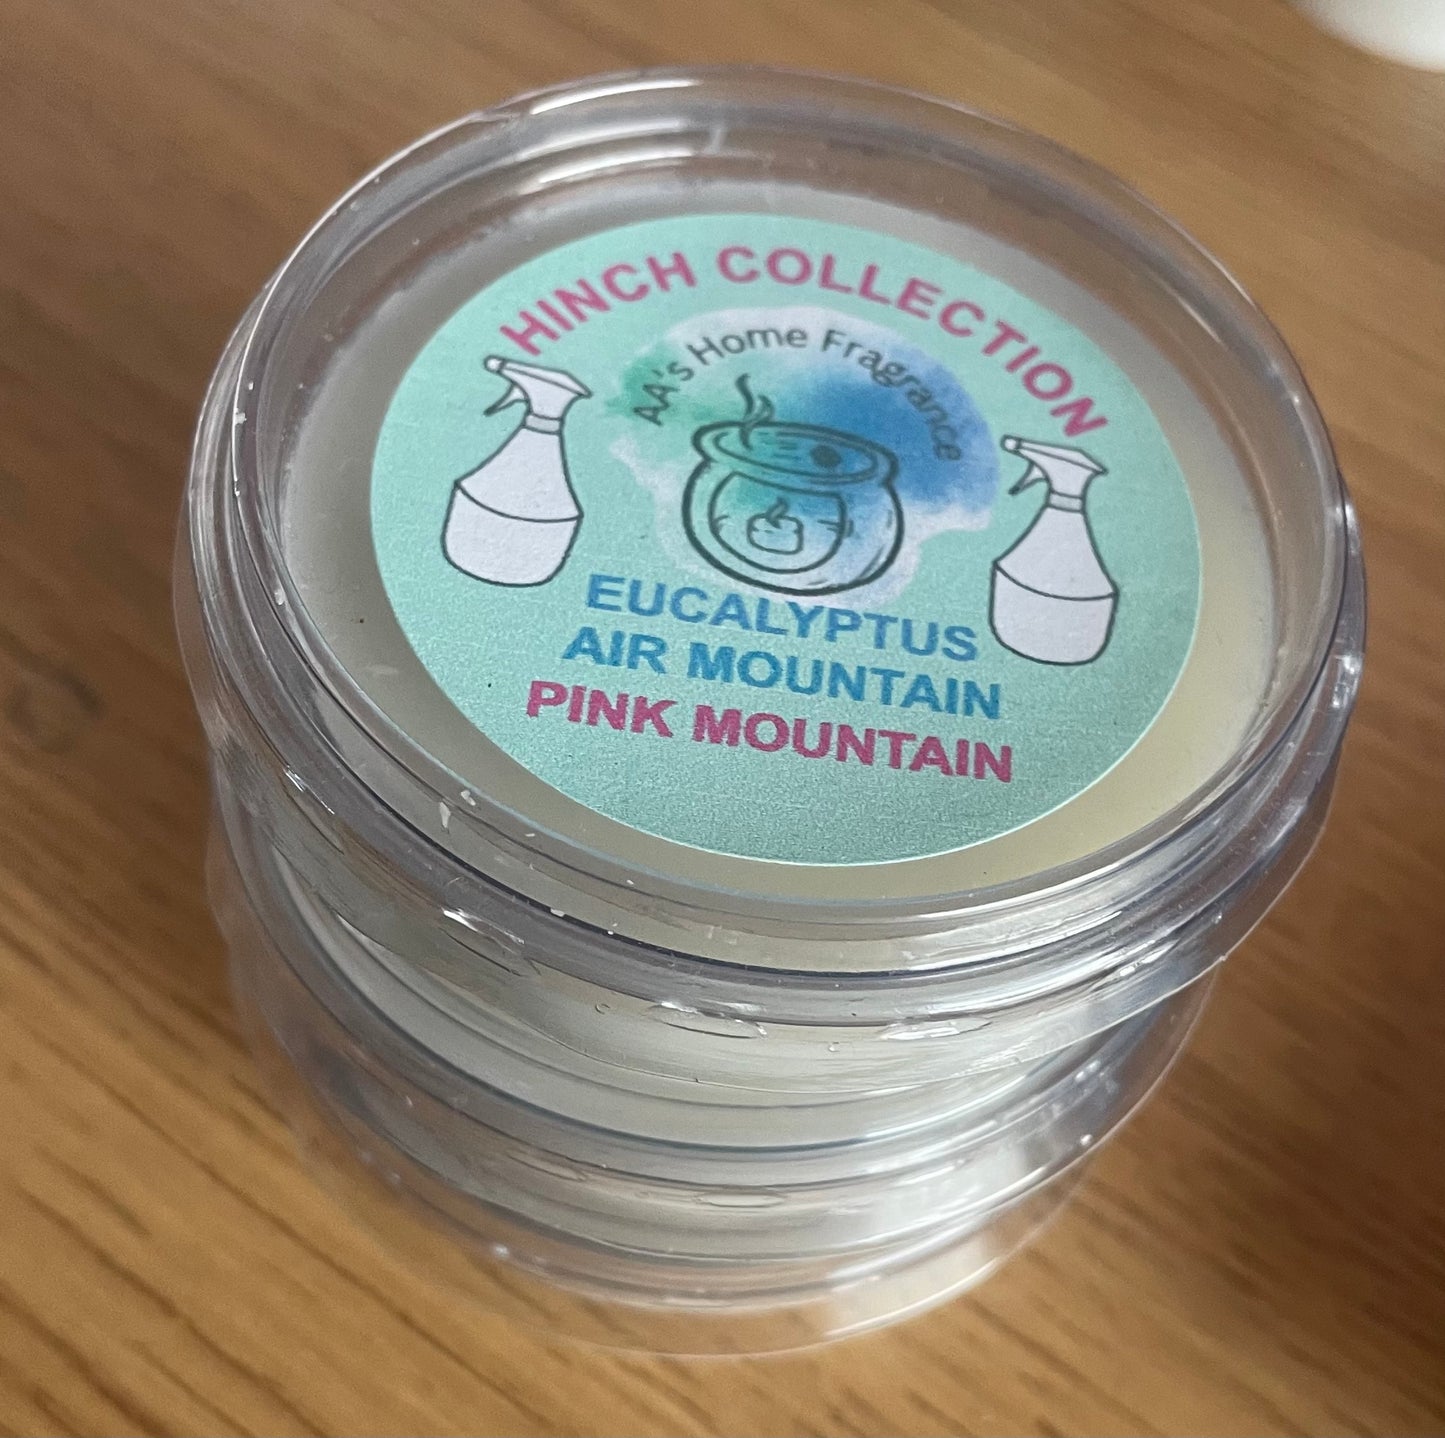 HINCH COLLECTION
AA's Home Fragrance
EUCALYPTUS
AIR MOUNTAIN
PINK MOUNTAIN